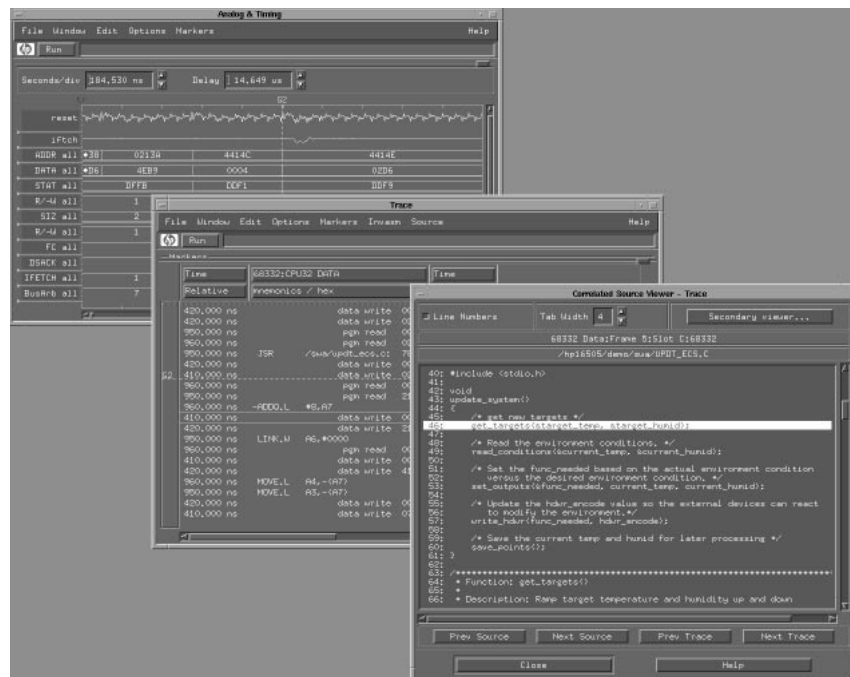 Analog & Timing
File Window Edit Options Markers Help
hp Run
Seconds/div 184.530 ns Delay 14.649 us
G2
reset
iftch
ADDR all 38 0213A 4414C 4414E
DATA all D6 4EB9 0004 02D6
STAT all DFFB DDF1 DDF9
R/-W all 1
SIZ all 2
R/-W all 1
FC all
DSACK all
IFETCH all 1
BusArb all 7
Trace
File Window Edit Options Markers Invasm Source Help
hp Run
Markers
Time 68332:CPU32 DATA Time
Relative mnemonics / hex
420.000 ns data write
420.000 ns data write
950.000 ns pgm read
960.000 ns pgm read
950.000 ns JSR /swa/updt_ecs.c:
420.000 ns data write
G2 410.000 ns data write
960.000 ns pgm read
950.000 ns pgm read
960.000 ns -ADDQ.L #8,A7
410.000 ns data write
420.000 ns data write
950.000 ns LINK.W A6,#0000
960.000 ns pgm read
410.000 ns data write
420.000 ns data write
960.000 ns MOVE.L A4,-(A7)
950.000 ns MOVE.L A3,-(A7)
420.000 ns data write
410.000 ns data write
Correlated Source Viewer - Trace
Line Numbers Tab Width 4 Secondary viewer...
68332 Data:Frame 5:Slot C:68332
/hp16505/demo/swa/UPDT_ECS.C
40: #include <stdio.h>
41:
42: void
43: update_system()
44: {
45: /* get new targets */
46: get_targets(&target_temp, &target_humid);
47:
48: /* Read the environment conditions. */
49: read_conditions(&current_temp, &current_humid);
50:
51: /* Set the func_needed based on the actual environment condition
52: versus the desired environment condition. */
53: set_outputs(&func_needed, current_temp, current_humid);
54:
55: /* Update the hdwr_encode value so the external devices can react
56: to modify the environment.*/
57: write_hdwr(func_needed, hdwr_encode);
58:
59: /* Save the current temp and humid for later processing */
60: save_points();
61: }
62:
63: /*****************************************************************
64: * Function: get_targets()
65: *
66: * Description: Ramp target temperature and humidity up and down
Prev Source Next Source Prev Trace Next Trace
Close Help